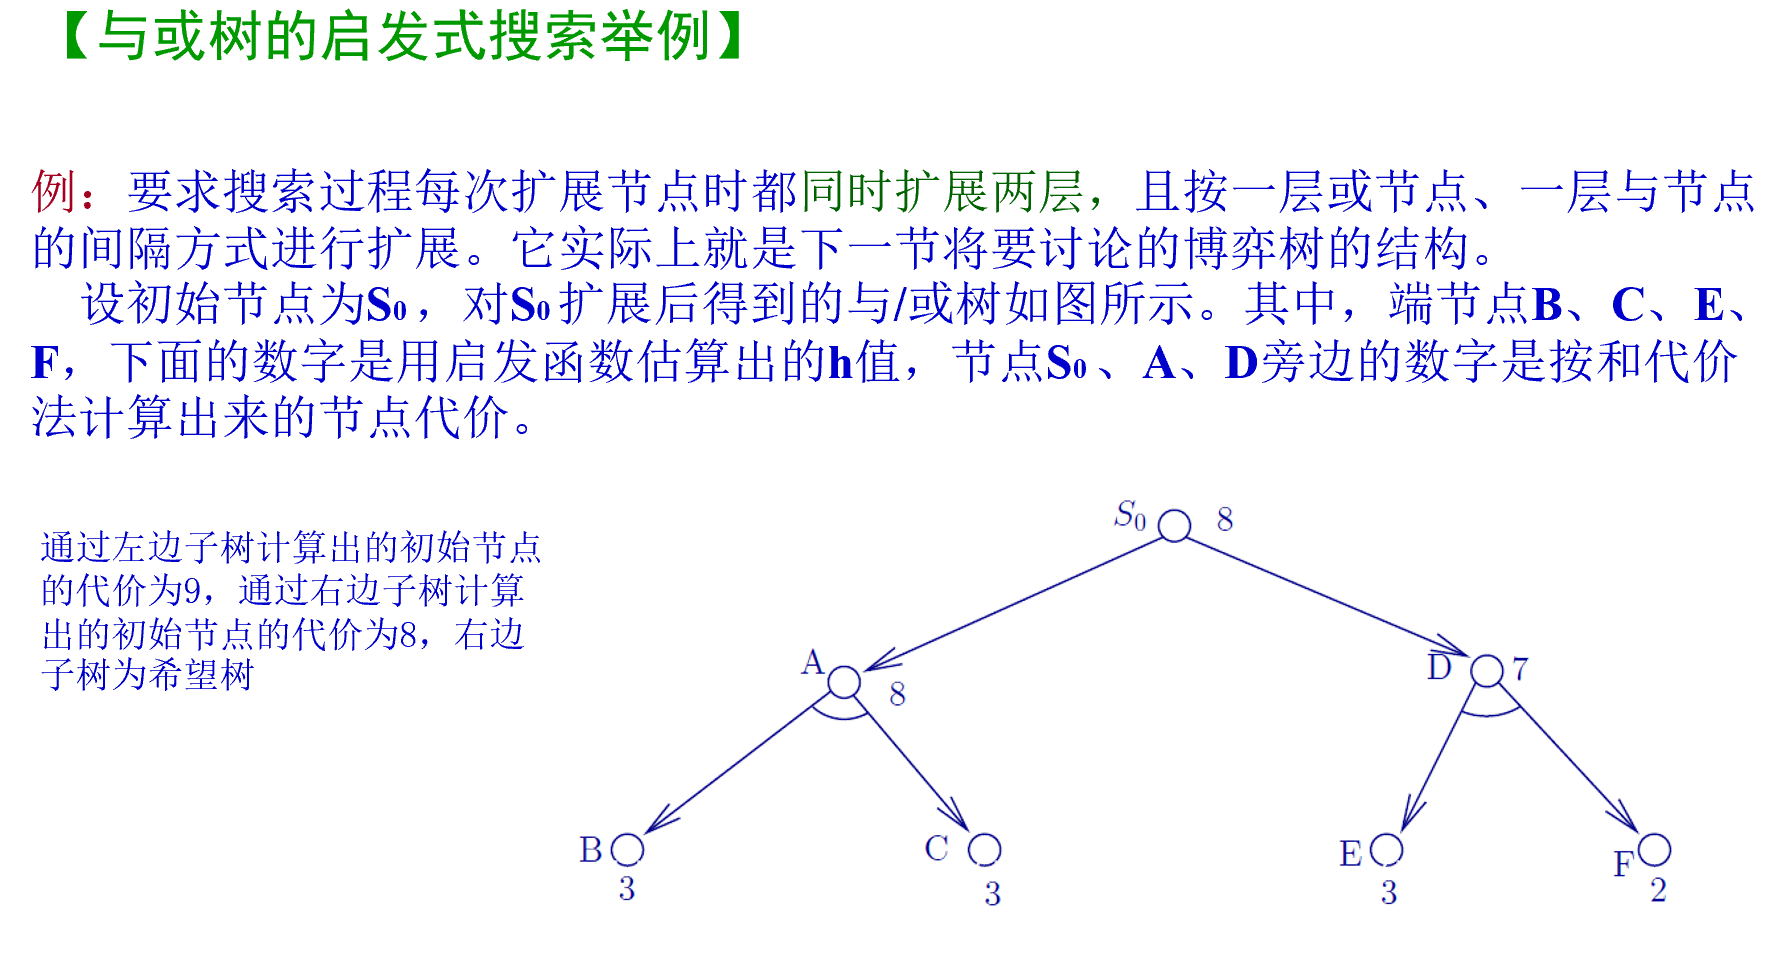 【与或树的启发式搜索举例】
例：要求搜索过程每次扩展节点时都同时扩展两层，且按一层或节点、一层与节点
的间隔方式进行扩展。它实际上就是下一节将要讨论的博弈树的结构。
设初始节点为S₀，对S₀扩展后得到的与/或树如图所示。其中，端节点B、C、E、
F，下面的数字是用启发函数估算出的h值，节点S₀、A、D旁边的数字是按和代价
法计算出来的节点代价。
通过左边子树计算出的初始节点
的代价为9，通过右边子树计算
出的初始节点的代价为8，右边
子树为希望树
S₀ 8
A 8
D 7
B 3
C 3
E 3
F 2